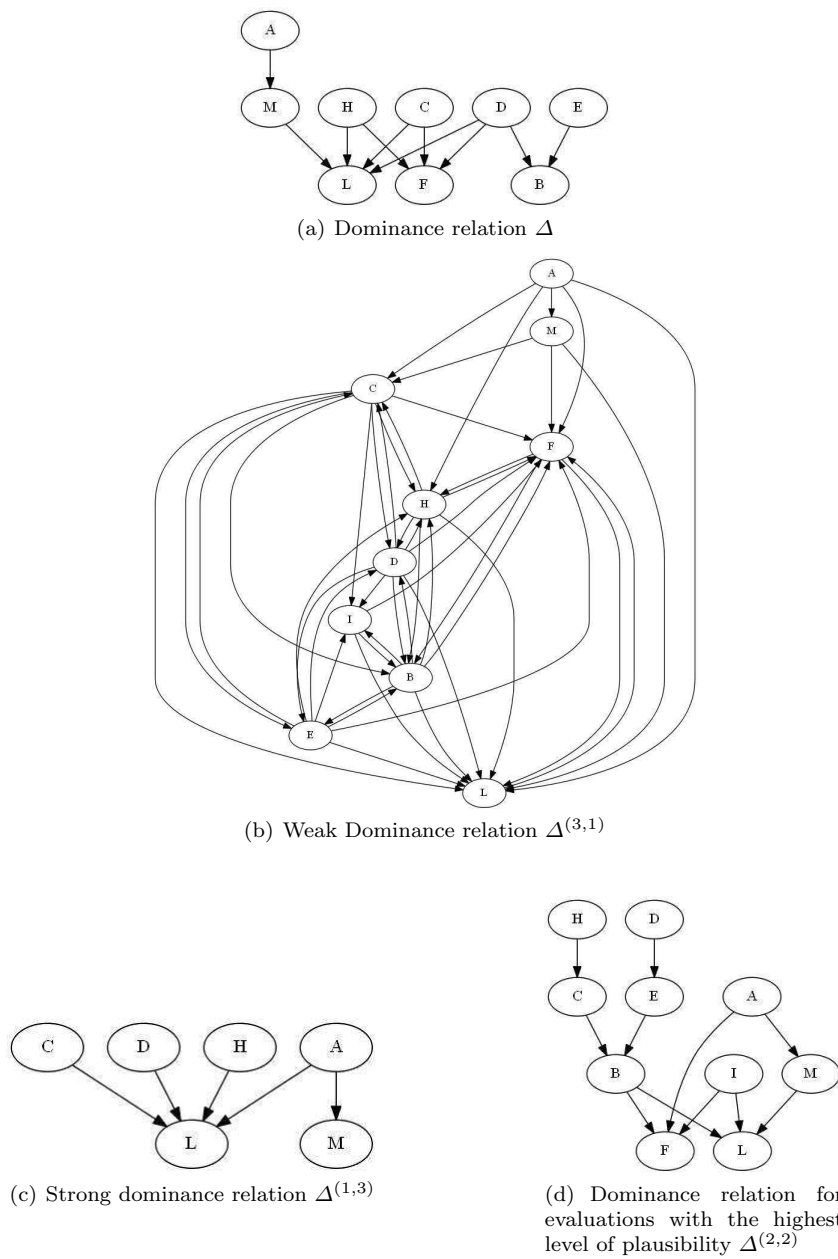 A
M H C D E
L F B
(a) Dominance relation Δ
A
M
C
F
H
D
I
B
E
L
(b) Weak Dominance relation Δ^(3,1)
H D
C E A
C D H A
B I M
L M
F L
(c) Strong dominance relation Δ^(1,3)
(d) Dominance relation for
evaluations with the highest
level of plausibility Δ^(2,2)